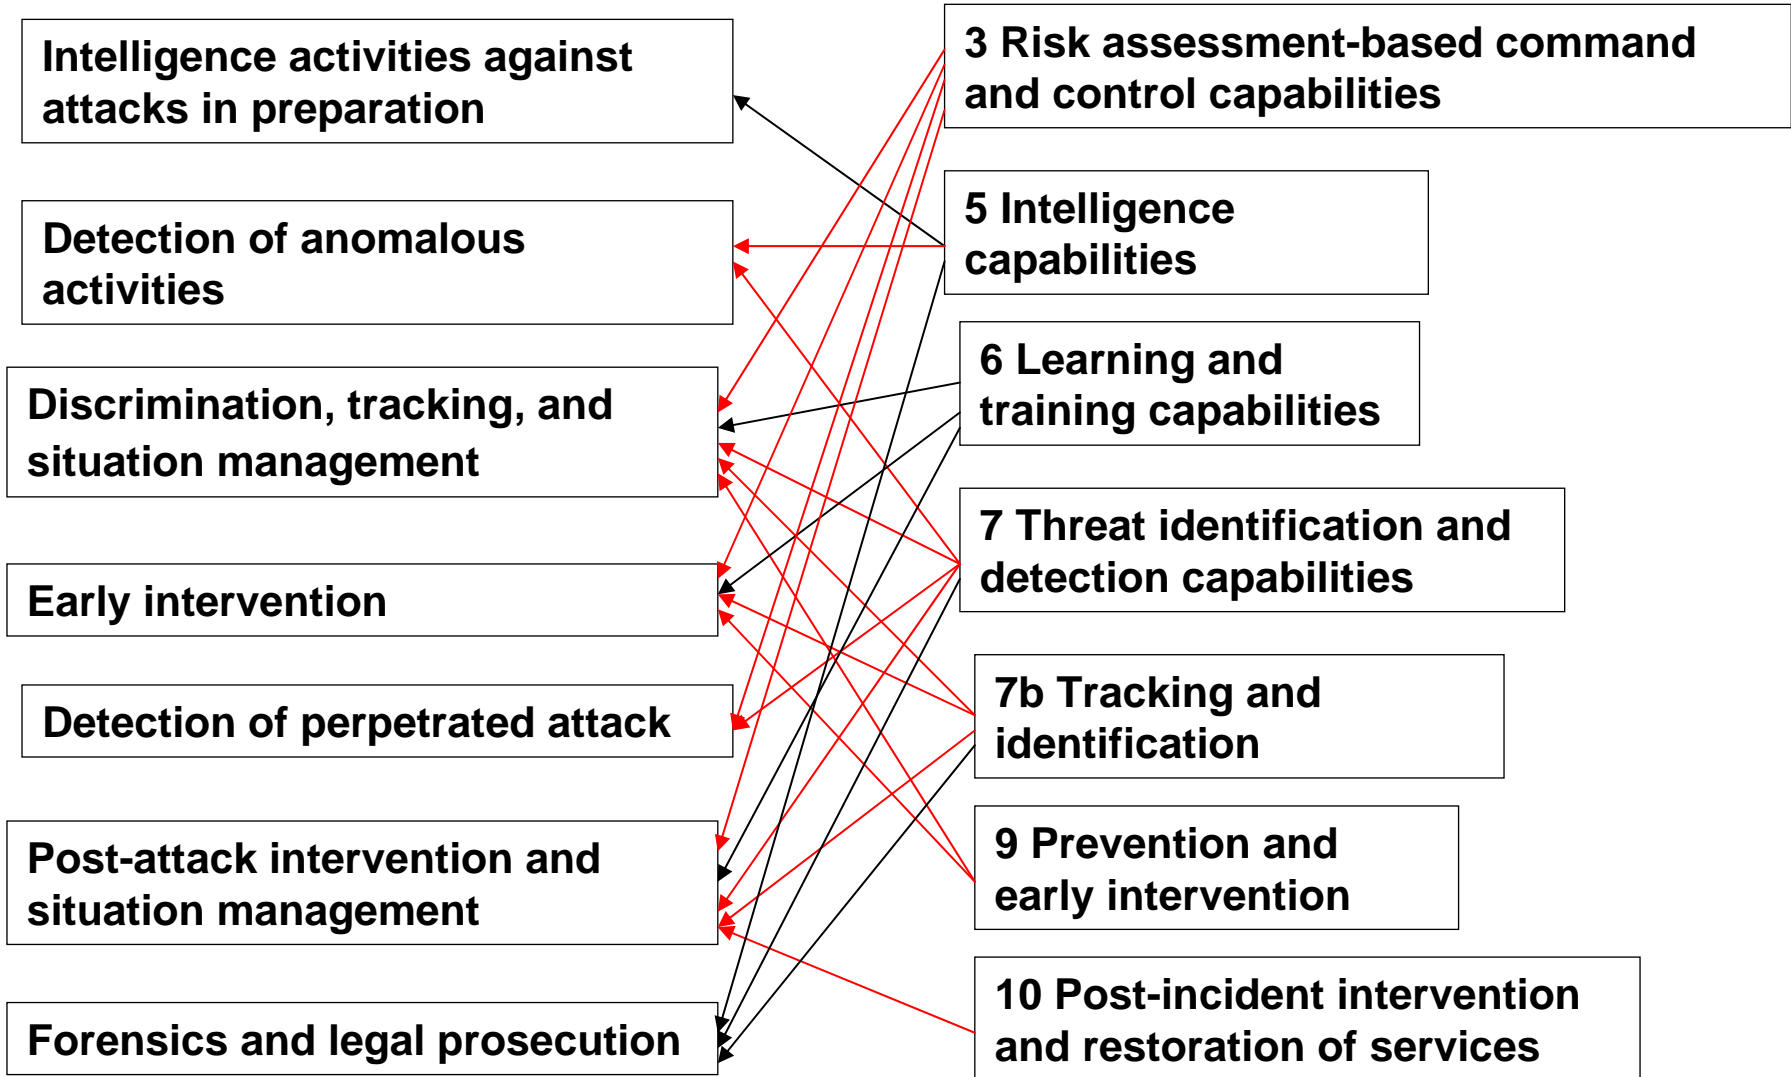 Intelligence activities against
attacks in preparation
Detection of anomalous
activities
Discrimination, tracking, and
situation management
Early intervention
Detection of perpetrated attack
Post-attack intervention and
situation management
Forensics and legal prosecution
3 Risk assessment-based command
and control capabilities
5 Intelligence
capabilities
6 Learning and
training capabilities
7 Threat identification and
detection capabilities
7b Tracking and
identification
9 Prevention and
early intervention
10 Post-incident intervention
and restoration of services